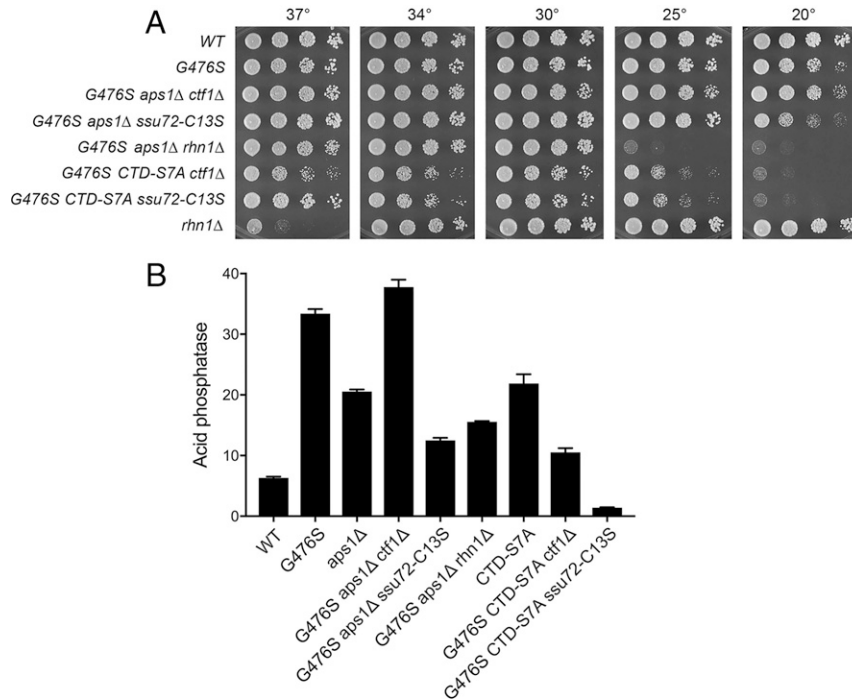 A
37° 34° 30° 25° 20°
WT
G476S
G476S aps1Δ ctf1Δ
G476S aps1Δ ssu72-C13S
G476S aps1Δ rhn1Δ
G476S CTD-S7A ctf1Δ
G476S CTD-S7A ssu72-C13S
rhn1Δ
B
Acid phosphatase
40
30
20
10
0
WT
G476S
aps1Δ
G476S aps1Δ ctf1Δ
G476S aps1Δ ssu72-C13S
G476S aps1Δ rhn1Δ
CTD-S7A
G476S CTD-S7A ctf1Δ
G476S CTD-S7A ssu72-C13S